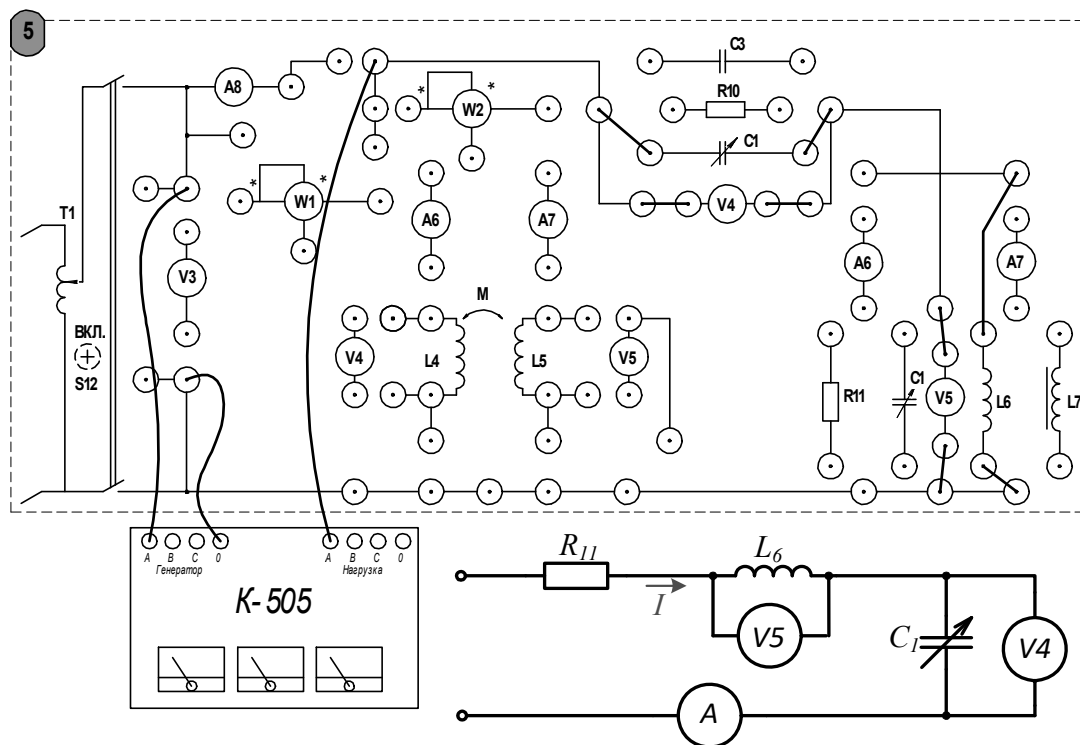 5
A8
C3
W2
*
*
R10
C1
W1
*
*
V4
T1
A6
A7
V3
A6
A7
M
ВКЛ.
S12
V4
L4
L5
V5
R11
C1
V5
L6
L7
A B C 0
Генератор
A B C 0
Нагрузка
К-505
R11
L6
I
V5
C1
V4
A